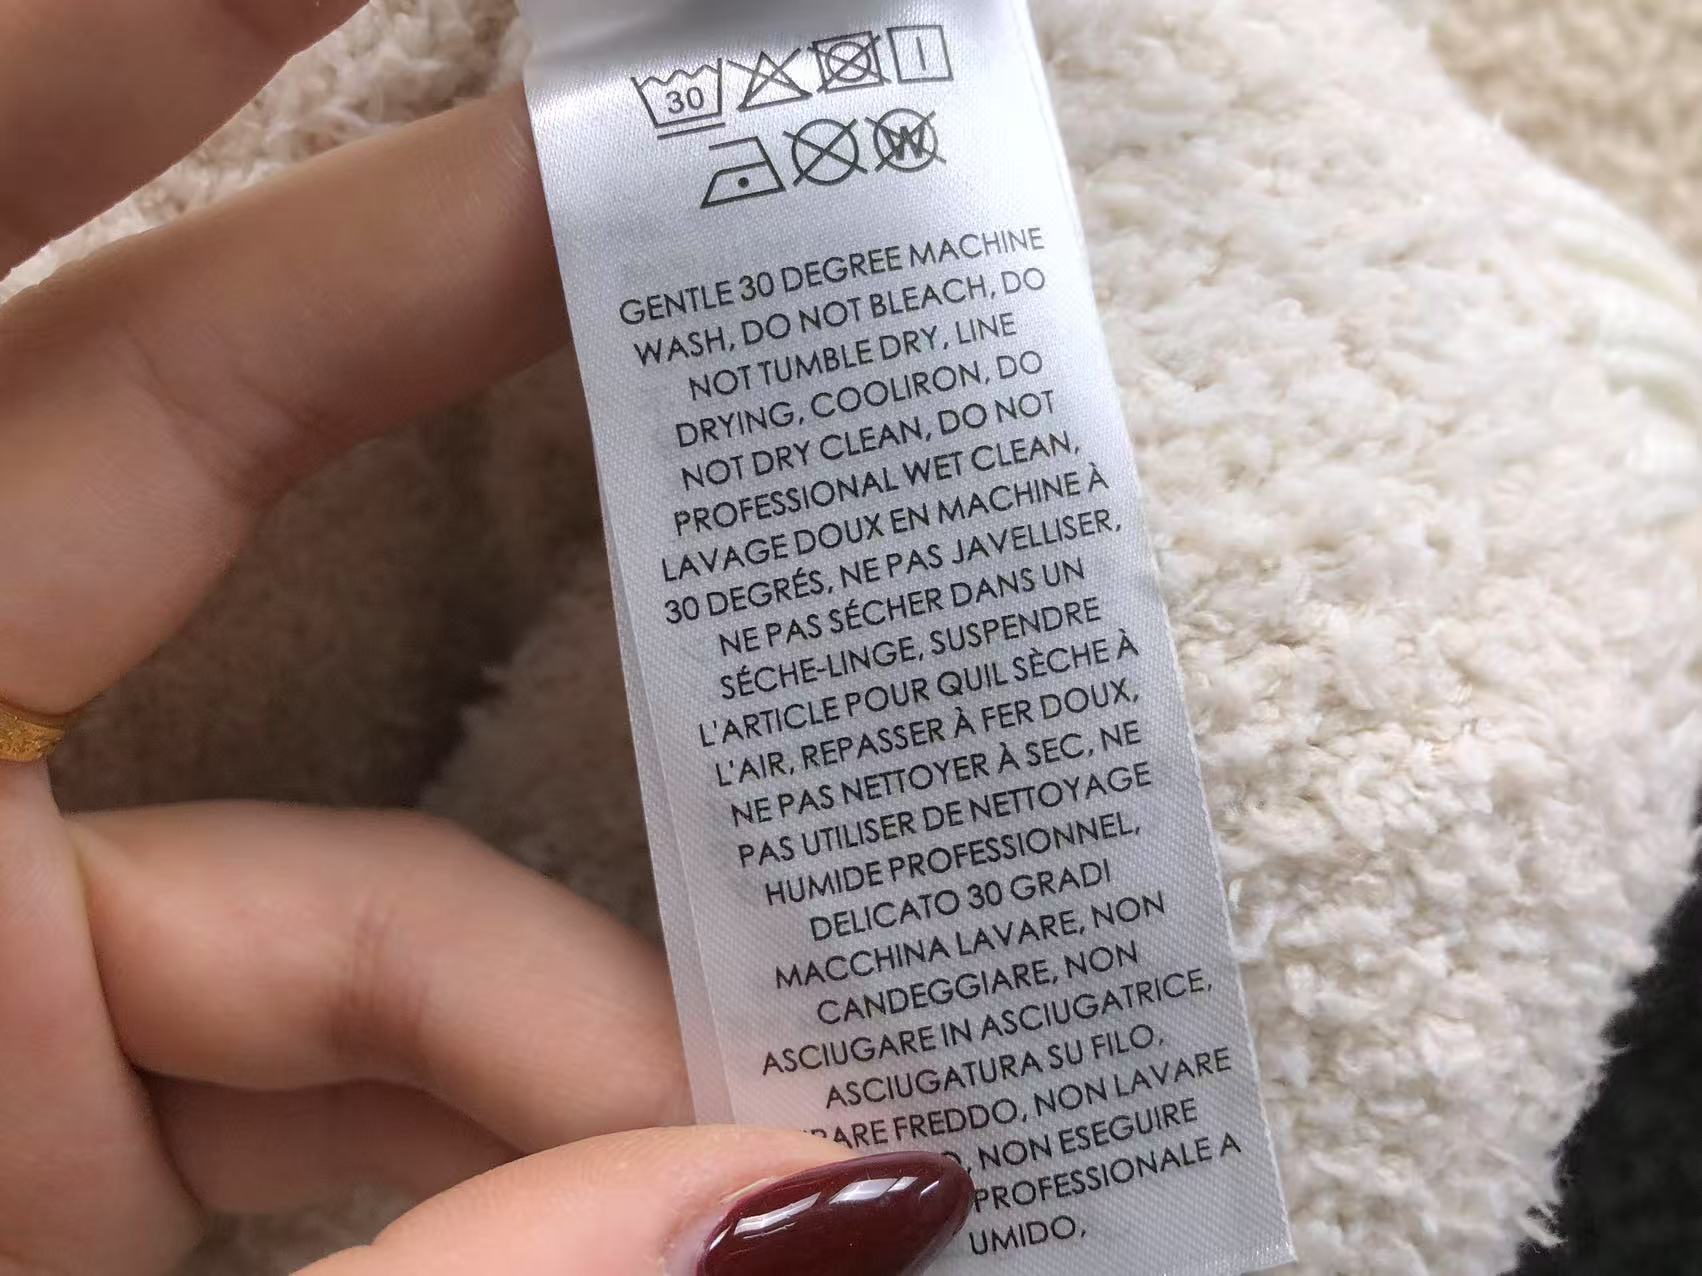 30
W
GENTLE 30 DEGREE MACHINE
WASH, DO NOT BLEACH, DO
NOT TUMBLE DRY, LINE
DRYING, COOLIRON, DO
NOT DRY CLEAN, DO NOT
PROFESSIONAL WET CLEAN,
LAVAGE DOUX EN MACHINE À
30 DEGRÉS, NE PAS JAVELLISER,
NE PAS SÉCHER DANS UN
SÉCHE-LINGE, SUSPENDRE
L'ARTICLE POUR QUIL SÈCHE À
L'AIR, REPASSER À FER DOUX,
NE PAS NETTOYER À SEC, NE
PAS UTILISER DE NETTOYAGE
HUMIDE PROFESSIONNEL,
DELICATO 30 GRADI
MACCHINA LAVARE, NON
CANDEGGIARE, NON
ASCIUGARE IN ASCIUGATRICE,
ASCIUGATURA SU FILO,
FREDDO, NON LAVARE
, NON ESEGUIRE
PROFESSIONALE A
UMIDO,